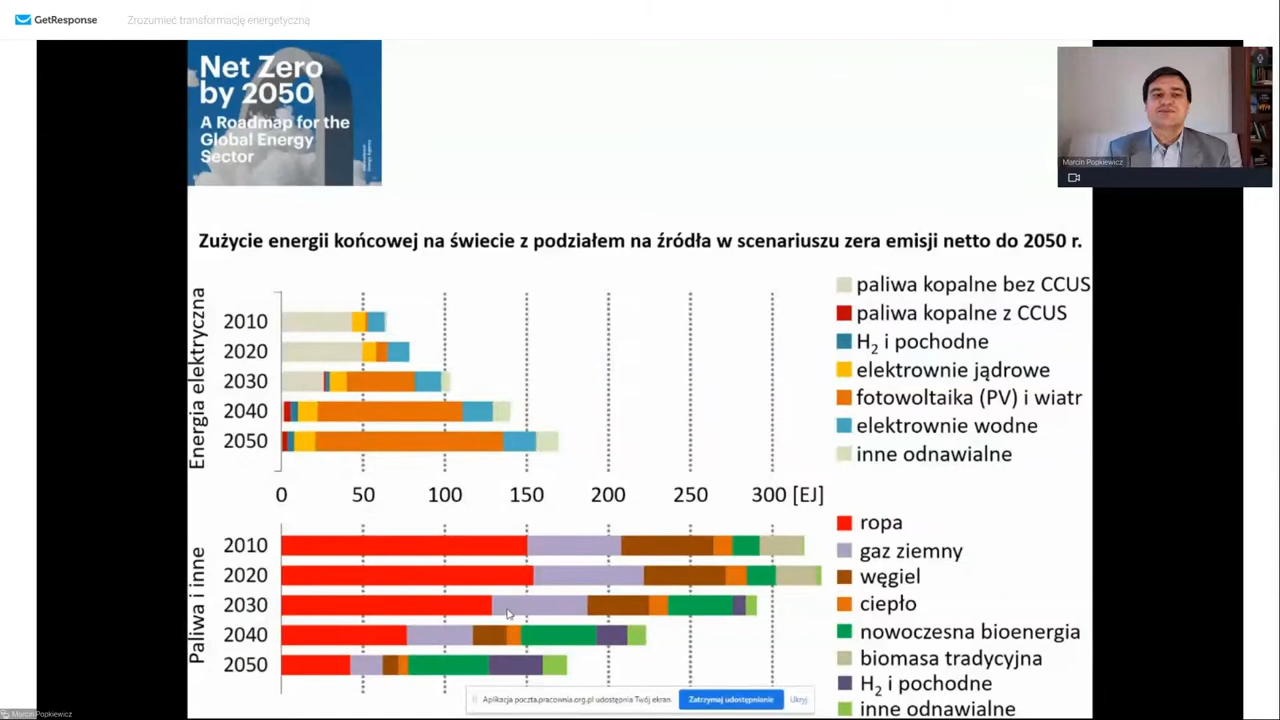 GetResponse
Zrozumieć transformację energetyczną
Net Zero
by 2050
A Roadmap for the
Global Energy
Sector
Marcin Popkiewicz
Zużycie energii końcowej na świecie z podziałem na źródła w scenariuszu zera emisji netto do 2050 r.
Energia elektryczna
2010
2020
2030
2040
2050
paliwa kopalne bez CCUS
paliwa kopalne z CCUS
H2 i pochodne
elektrownie jądrowe
fotowoltaika (PV) i wiatr
elektrownie wodne
inne odnawialne
0 50 100 150 200 250 300 [EJ]
Paliwa i inne
2010
2020
2030
2040
2050
ropa
gaz ziemny
węgiel
ciepło
nowoczesna bioenergia
biomasa tradycyjna
H2 i pochodne
inne odnawialne
Aplikacja poczta.pracownia.org.pl udostępnia Twój ekran.
Zatrzymaj udostępnianie
Ukryj
Marcin Popkiewicz